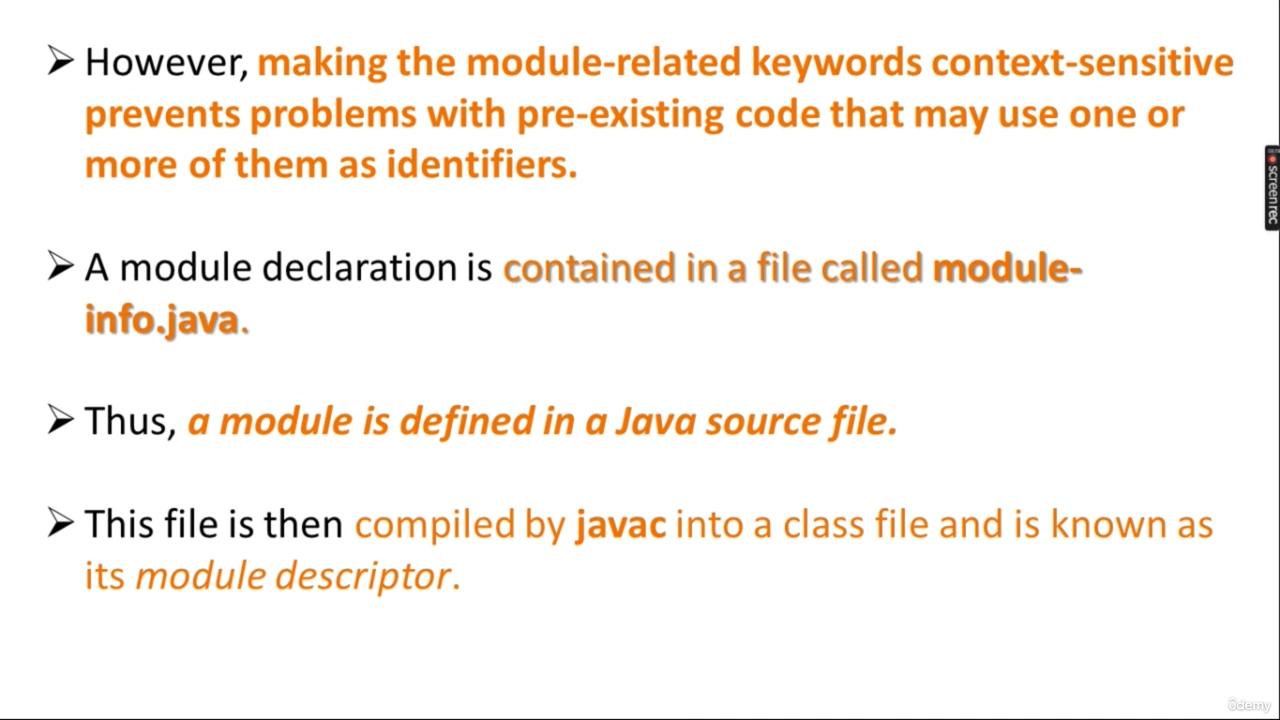 However, making the module-related keywords context-sensitive
prevents problems with pre-existing code that may use one or
more of them as identifiers.
A module declaration is contained in a file called module-
info.java.
Thus, a module is defined in a Java source file.
This file is then compiled by javac into a class file and is known as
its module descriptor.
screen rec
ûdemy